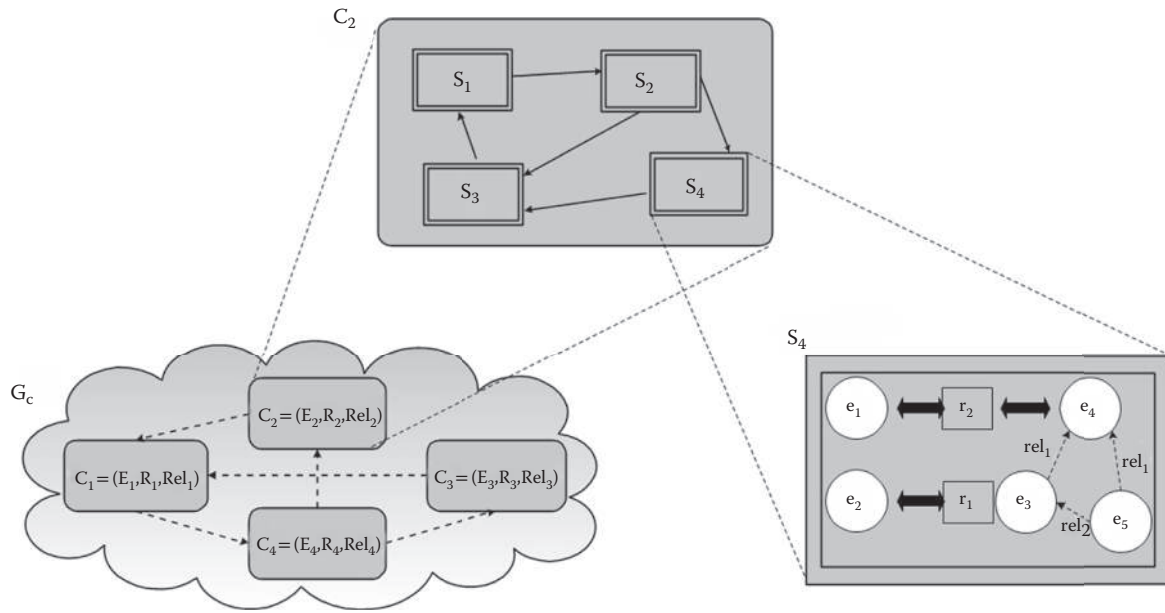 C₂
S₁
S₂
S₃
S₄
G_c
C₂=(E₂,R₂,Rel₂)
C₁=(E₁,R₁,Rel₁)
C₃=(E₃,R₃,Rel₃)
C₄=(E₄,R₄,Rel₄)
S₄
e₁
r₂
e₄
rel₁
rel₁
e₂
r₁
e₃
rel₂
e₅